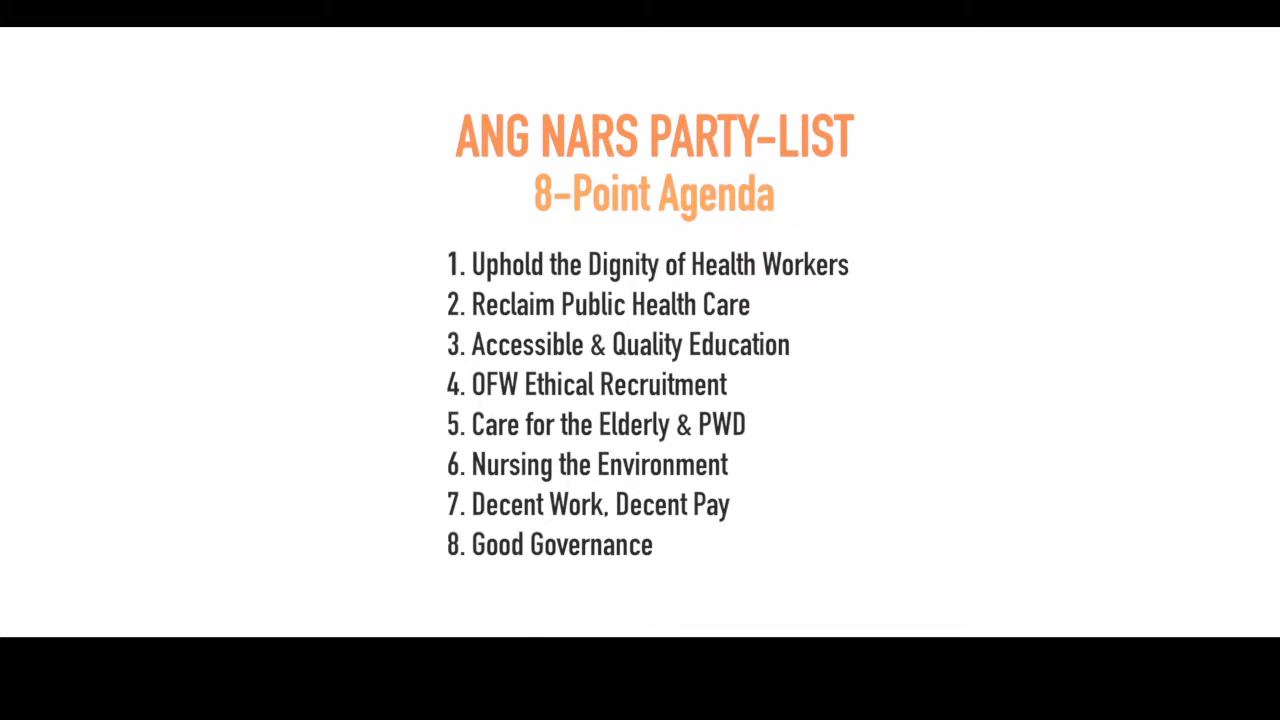 ANG NARS PARTY-LIST
8-Point Agenda
1. Uphold the Dignity of Health Workers
2. Reclaim Public Health Care
3. Accessible & Quality Education
4. OFW Ethical Recruitment
5. Care for the Elderly & PWD
6. Nursing the Environment
7. Decent Work, Decent Pay
8. Good Governance